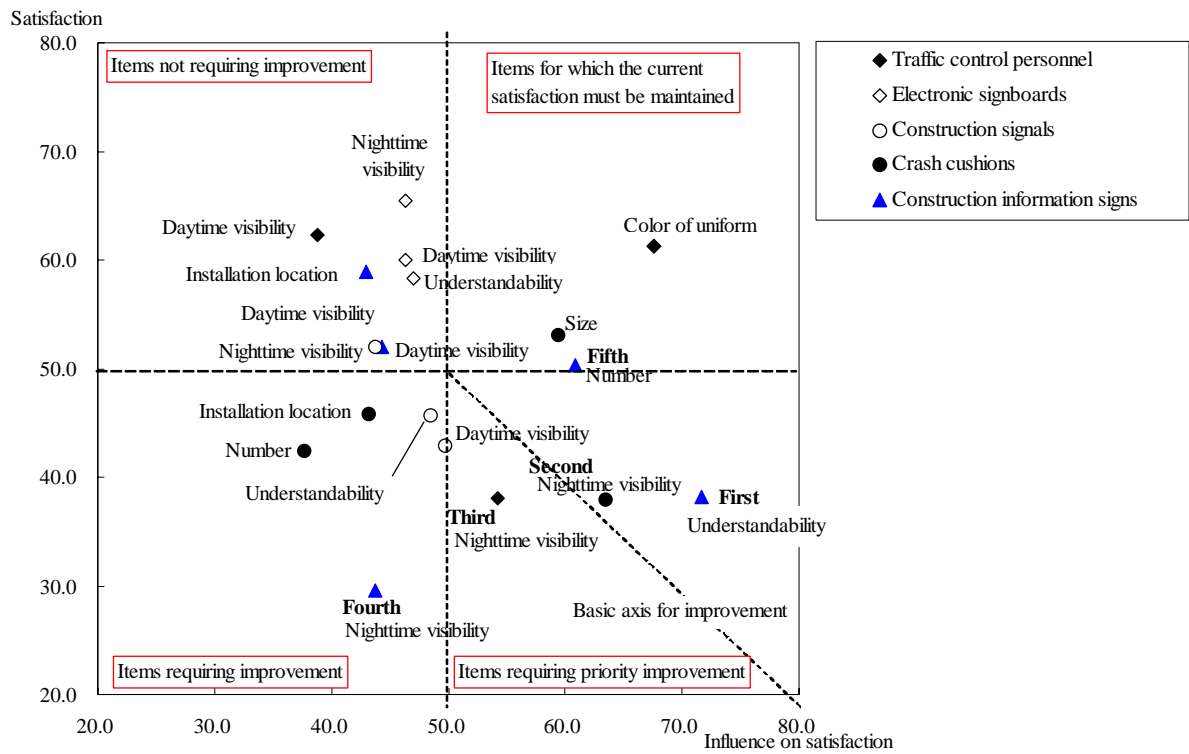 Satisfaction
80.0
Items not requiring improvement
Items for which the current
satisfaction must be maintained
Traffic control personnel
Electronic signboards
Construction signals
Crash cushions
Construction information signs
70.0
Nighttime
visibility
Daytime visibility
Color of uniform
60.0
Installation location
Daytime visibility
Understandability
Daytime visibility
Size
Nighttime visibility
Daytime visibility
Fifth
Number
50.0
Installation location
Number
Daytime visibility
Understandability
40.0
Second
Nighttime visibility
First
Understandability
Third
Nighttime visibility
30.0
Fourth
Nighttime visibility
Basic axis for improvement
Items requiring improvement
Items requiring priority improvement
20.0
20.0
30.0
40.0
50.0
60.0
70.0
80.0
Influence on satisfaction